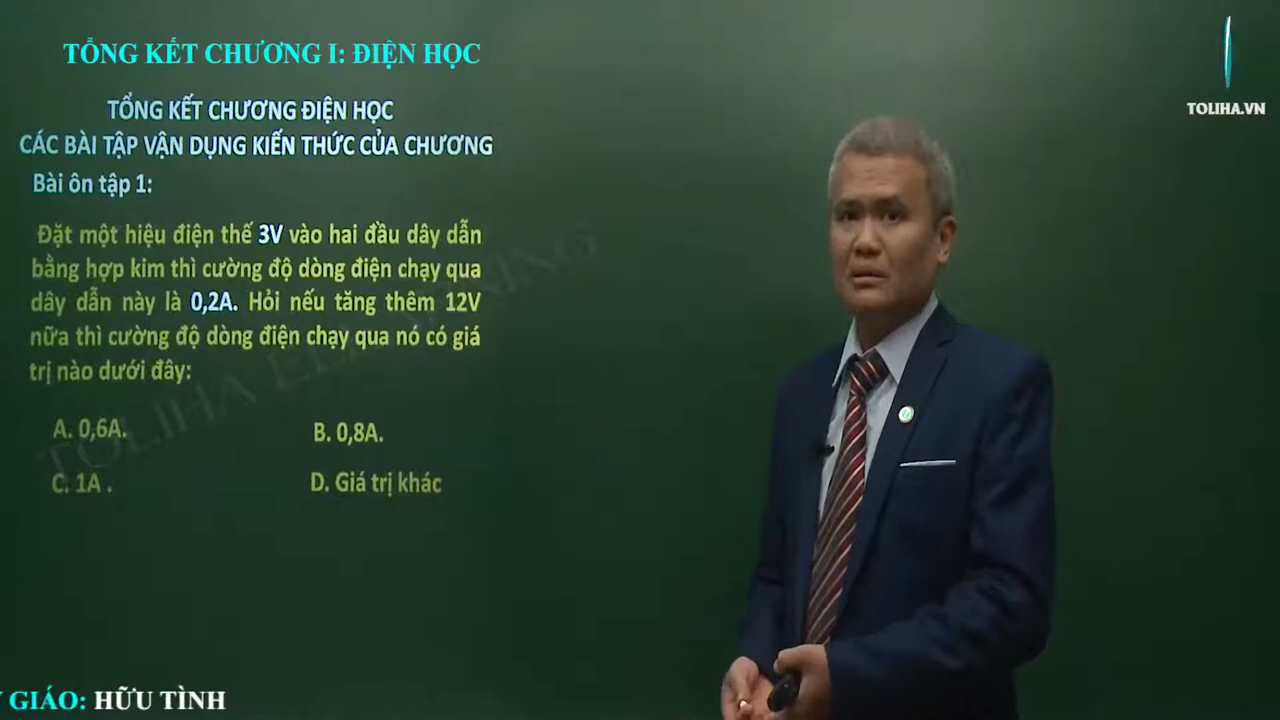 TỔNG KẾT CHƯƠNG I: ĐIỆN HỌC
TOLIHA.VN
TỔNG KẾT CHƯƠNG ĐIỆN HỌC
CÁC BÀI TẬP VẬN DỤNG KIẾN THỨC CỦA CHƯƠNG
Bài ôn tập 1:
Đặt một hiệu điện thế 3V vào hai đầu dây dẫn
bằng hợp kim thì cường độ dòng điện chạy qua
dây dẫn này là 0,2A. Hỏi nếu tăng thêm 12V
nữa thì cường độ dòng điện chạy qua nó có giá
trị nào dưới đây:
A. 0,6A.
B. 0,8A.
C. 1A .
D. Giá trị khác
TOLIHA ELEARNING
GIÁO: HỮU TÌNH